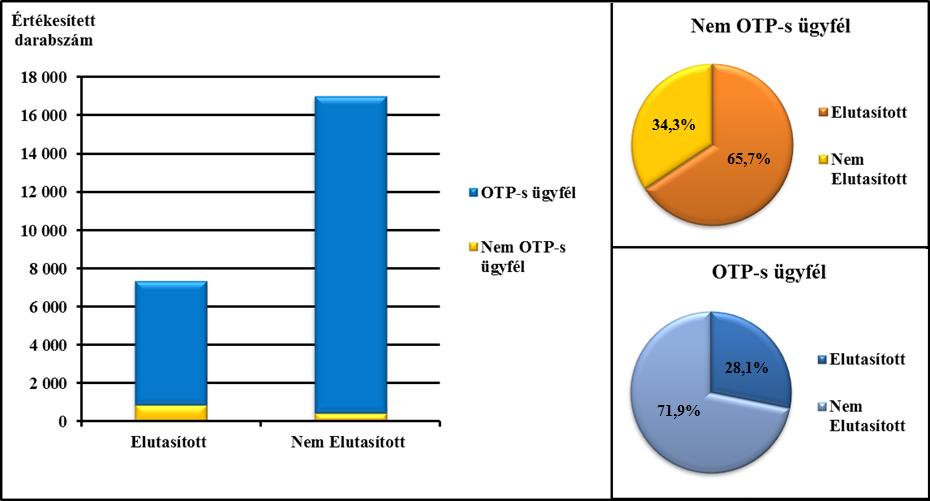 Értékesített
darabszám
18 000
16 000
14 000
12 000
10 000
8 000
6 000
4 000
2 000
0
Elutasított
Nem Elutasított
OTP-s ügyfél
Nem OTP-s
ügyfél
Nem OTP-s ügyfél
34,3%
65,7%
Elutasított
Nem
Elutasított
OTP-s ügyfél
28,1%
71,9%
Elutasított
Nem
Elutasított